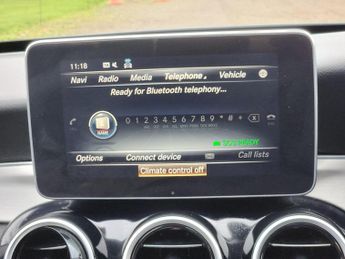 11:18
Navi Radio Media Telephone Vehicle
Ready for Bluetooth telephony...
0 1 2 3 4 5 6 7 8 9 * # +
Options Connect device Call lists
Climate control off